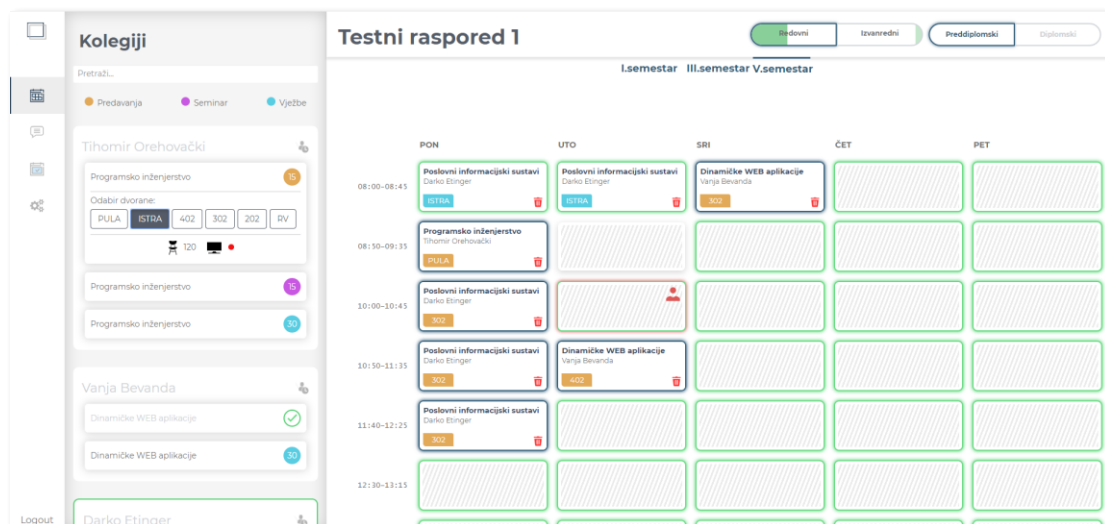 Kolegiji
Pretraži...
Predavanja Seminar Vježbe
Tihomir Orehovački
Programsko inženjerstvo 15
Odabir dvorane:
PULA ISTRA 402 302 202 RV
120
Programsko inženjerstvo 15
Programsko inženjerstvo 30
Vanja Bevanda
Dinamičke WEB aplikacije
Dinamičke WEB aplikacije 30
Darko Etinger
Logout
Testni raspored 1
Redovni Izvanredni Preddiplomski Diplomski
I.semestar III.semestar V.semestar
PON UTO SRI ČET PET
08:00-08:45
Poslovni informacijski sustavi
Darko Etinger
ISTRA
Poslovni informacijski sustavi
Darko Etinger
ISTRA
Dinamičke WEB aplikacije
Vanja Bevanda
302
08:50-09:35
Programsko inženjerstvo
Tihomir Orehovački
PULA
10:00-10:45
Poslovni informacijski sustavi
Darko Etinger
302
10:50-11:35
Poslovni informacijski sustavi
Darko Etinger
302
Dinamičke WEB aplikacije
Vanja Bevanda
402
11:40-12:25
Poslovni informacijski sustavi
Darko Etinger
302
12:30-13:15